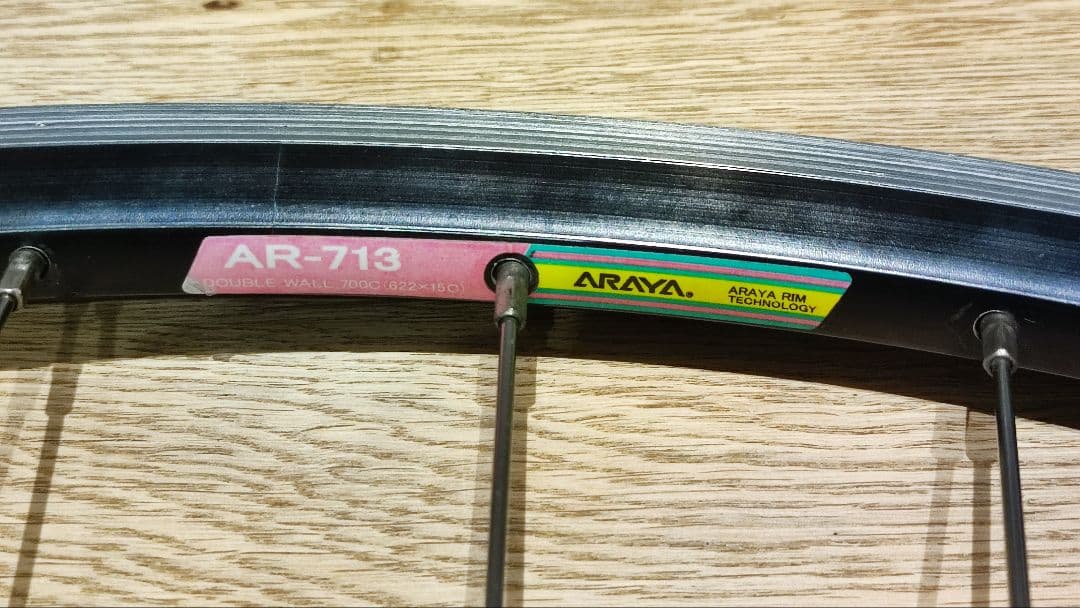 AR-713
DOUBLE WALL 700C (622×15C)
ARAYA®
ARAYA RIM
TECHNOLOGY